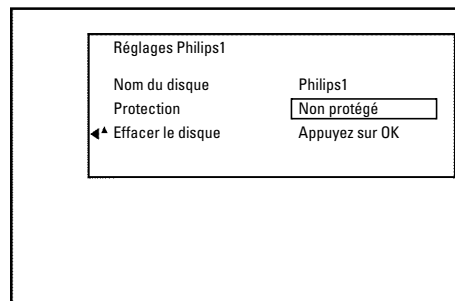 Réglages Philips1
Nom du disque Philips1
Protection Non protégé
Effacer le disque Appuyez sur OK